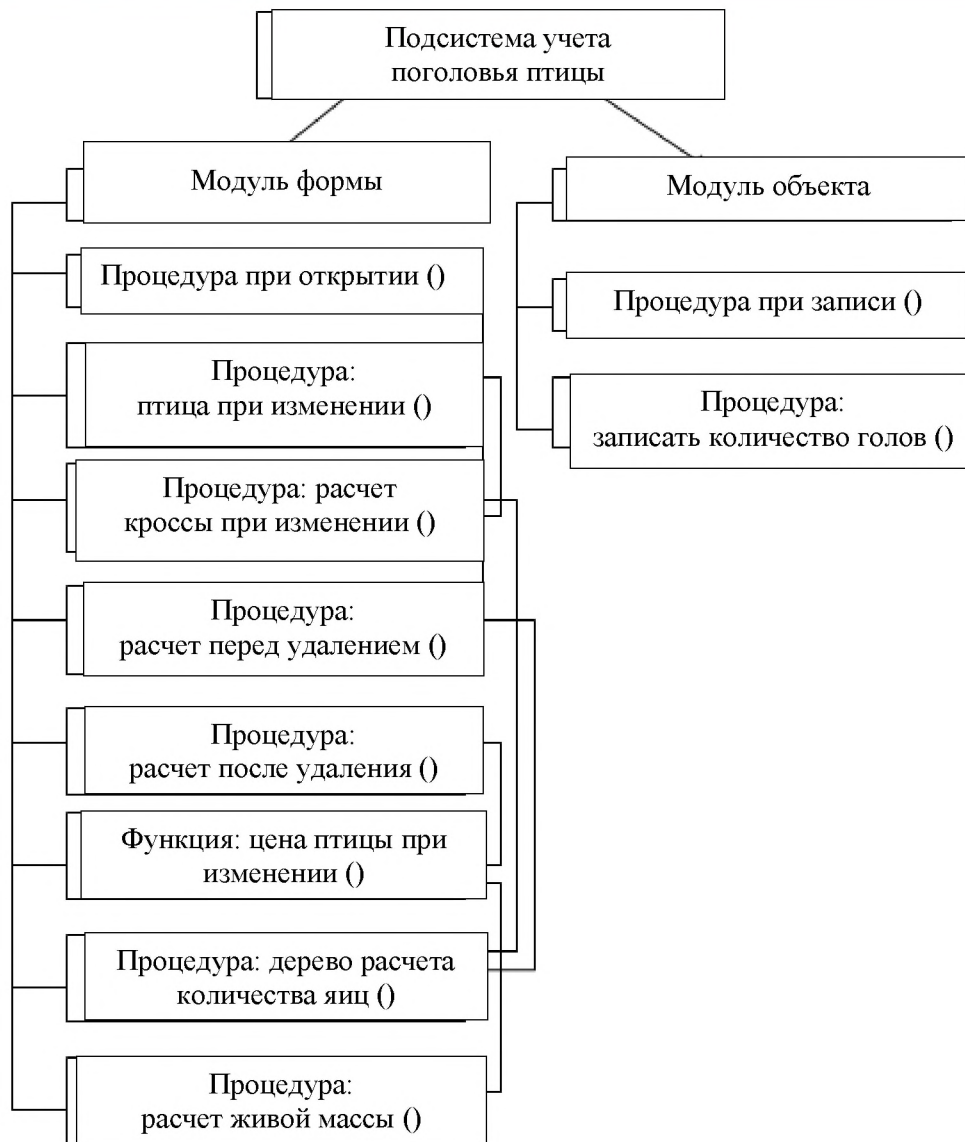 Подсистема учета
поголовья птицы
Модуль формы
Процедура при открытии ()
Процедура:
птица при изменении ()
Процедура: расчет
кроссы при изменении ()
Процедура:
расчет перед удалением ()
Процедура:
расчет после удаления ()
Функция: цена птицы при
изменении ()
Процедура: дерево расчета
количества яиц ()
Процедура:
расчет живой массы ()
Модуль объекта
Процедура при записи ()
Процедура:
записать количество голов ()